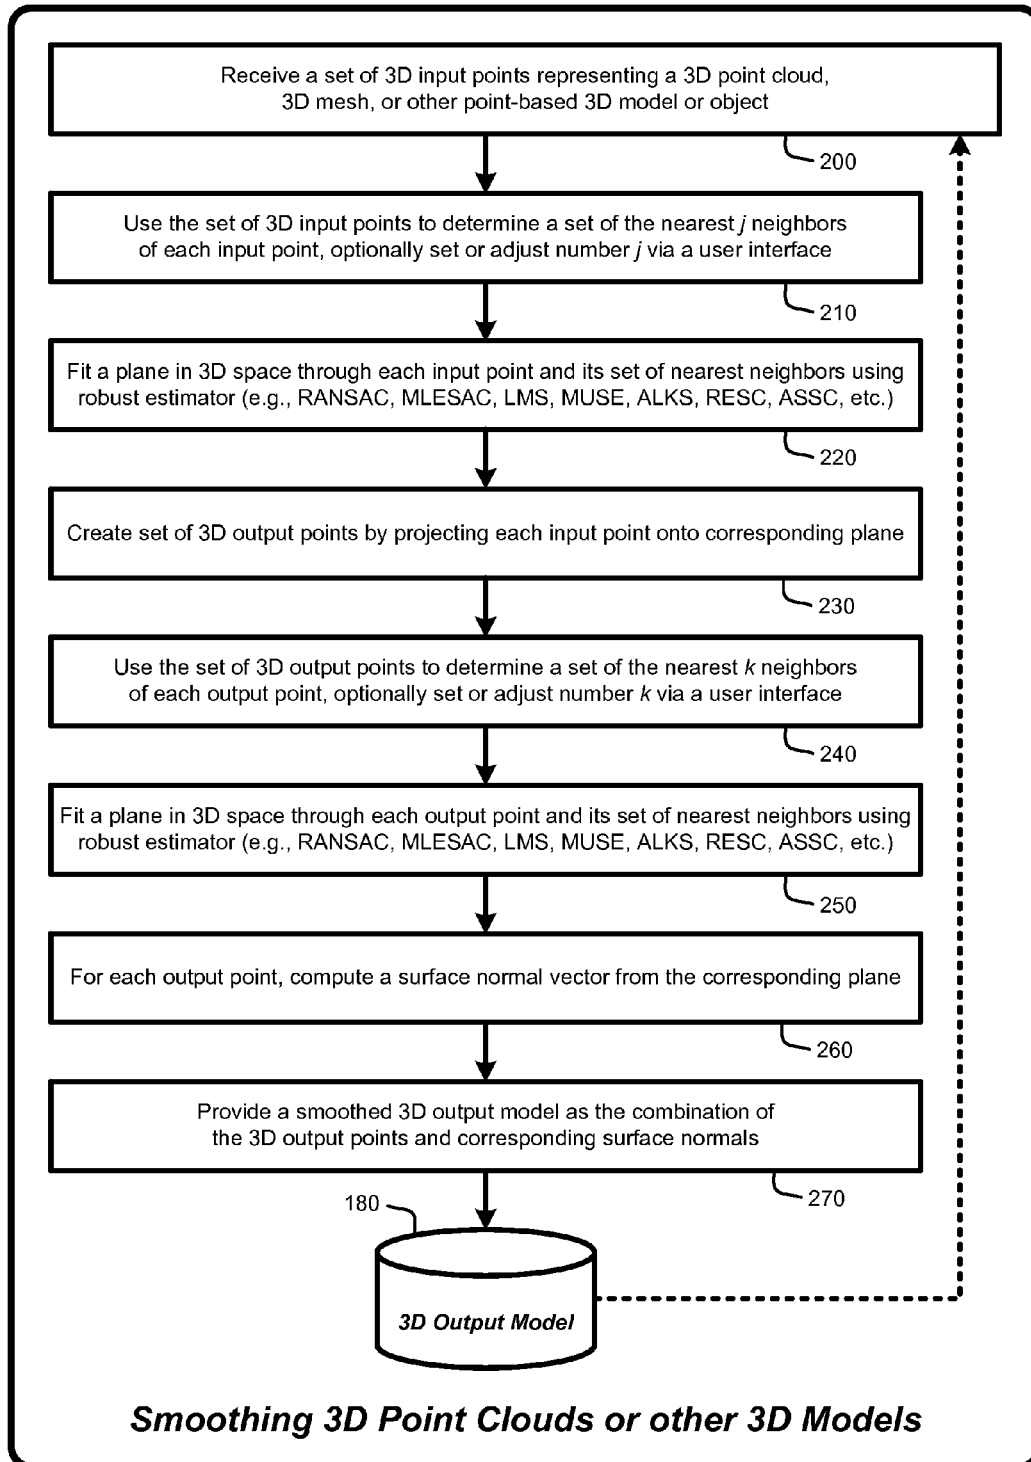 Receive a set of 3D input points representing a 3D point cloud,
3D mesh, or other point-based 3D model or object
200
Use the set of 3D input points to determine a set of the nearest j neighbors
of each input point, optionally set or adjust number j via a user interface
210
Fit a plane in 3D space through each input point and its set of nearest neighbors using
robust estimator (e.g., RANSAC, MLESAC, LMS, MUSE, ALKS, RESC, ASSC, etc.)
220
Create set of 3D output points by projecting each input point onto corresponding plane
230
Use the set of 3D output points to determine a set of the nearest k neighbors
of each output point, optionally set or adjust number k via a user interface
240
Fit a plane in 3D space through each output point and its set of nearest neighbors using
robust estimator (e.g., RANSAC, MLESAC, LMS, MUSE, ALKS, RESC, ASSC, etc.)
250
For each output point, compute a surface normal vector from the corresponding plane
260
Provide a smoothed 3D output model as the combination of
the 3D output points and corresponding surface normals
270
180
3D Output Model
Smoothing 3D Point Clouds or other 3D Models